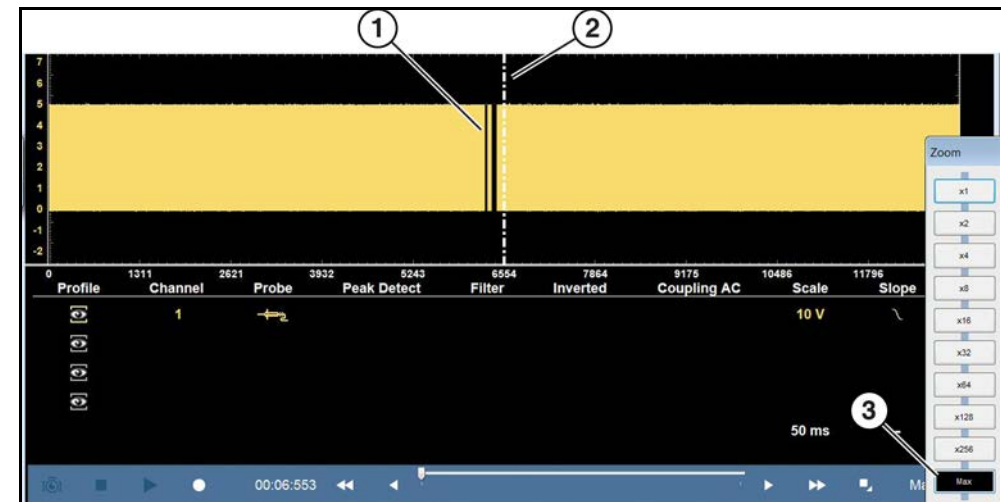 1 2
7
6
5
4
3
2
1
0
-1
-2
0 1311 2621 3932 5243 6554 7864 9175 10486 11796
Profile Channel Probe Peak Detect Filter Inverted Coupling AC Scale Slope
1 10 V
50 ms
00:06:553
Zoom
x1
x2
x4
x8
x16
x32
x64
x128
x256
3
Max